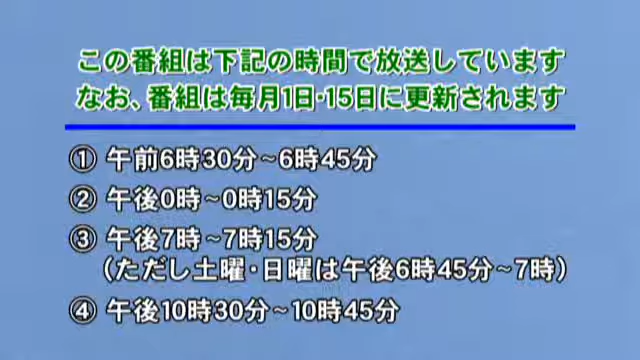 この番組は下記の時間で放送しています
なお、番組は毎月1日・15日に更新されます
① 午前6時30分~6時45分
② 午後0時~0時15分
③ 午後7時~7時15分
(ただし土曜・日曜は午後6時45分~7時)
④ 午後10時30分~10時45分